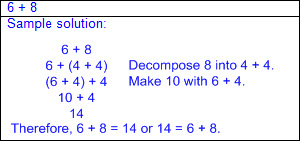 6 + 8
Sample solution:
6 + 8
6 + (4 + 4) Decompose 8 into 4 + 4.
(6 + 4) + 4 Make 10 with 6 + 4.
10 + 4
14
Therefore, 6 + 8 = 14 or 14 = 6 + 8.